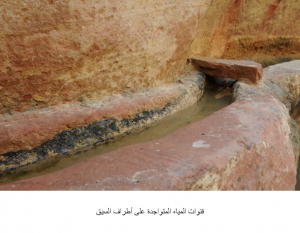 قنوات المياه المتواجدة على أطراف السيق